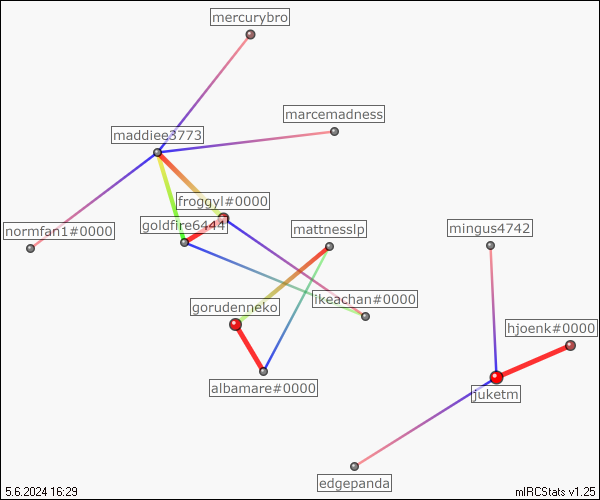 mercurybro
marcemadness
maddiee3773
froggyl#0000
goldfire6444
normfan1#0000
mattnesslp
mingus4742
ikeachan#0000
gorudenneko
hjoenk#0000
albamare#0000
juketm
edgepanda
5.6.2024 16:29
mIRCStats v1.25